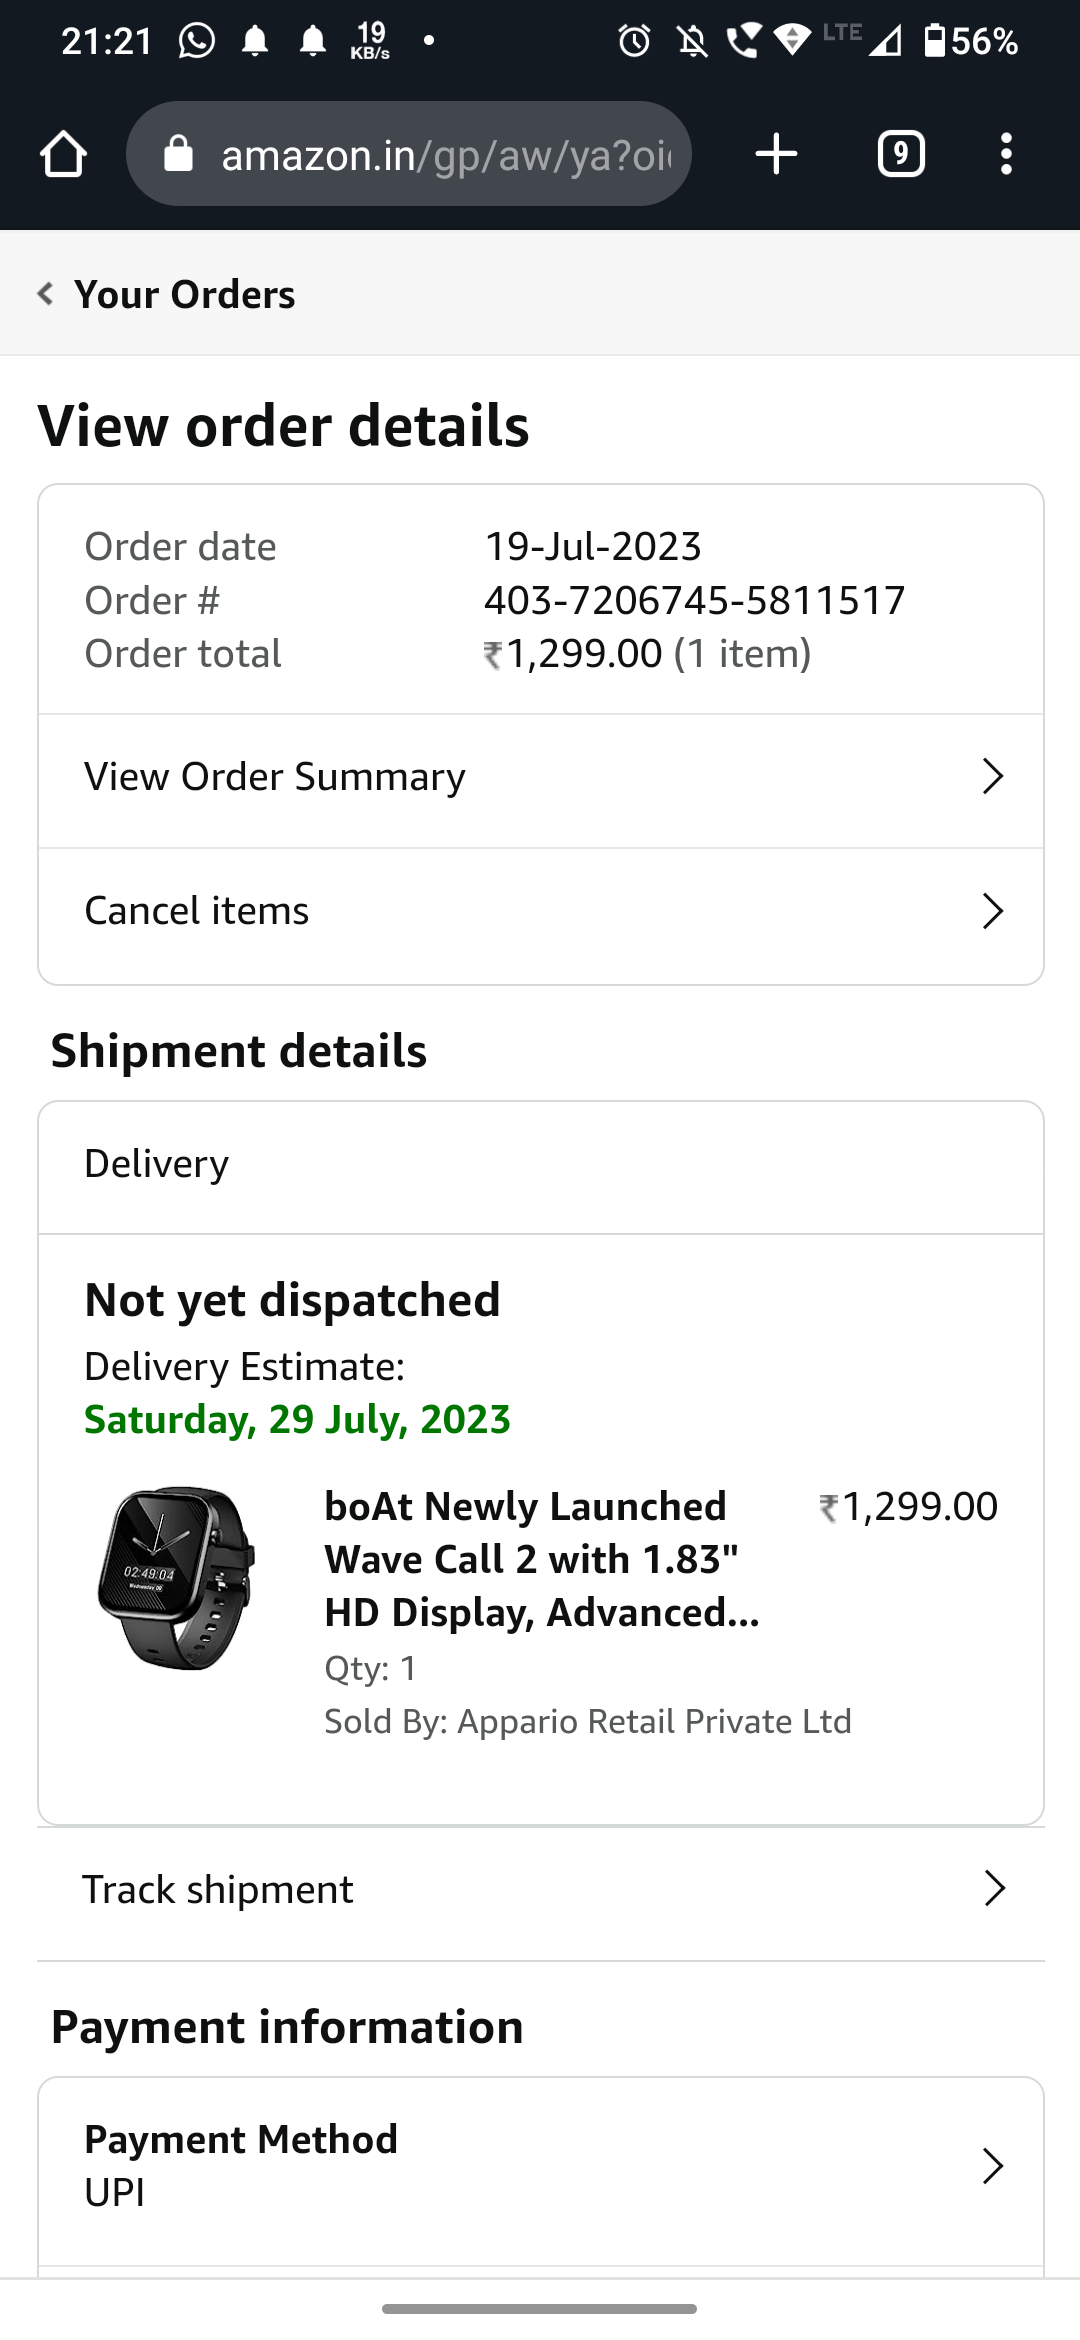 21:21 19 KB/s LTE 56%
amazon.in/gp/aw/ya?oi
9
Your Orders
View order details
Order date 19-Jul-2023
Order # 403-7206745-5811517
Order total ₹1,299.00 (1 item)
View Order Summary
Cancel items
Shipment details
Delivery
Not yet dispatched
Delivery Estimate:
Saturday, 29 July, 2023
02:49:04
Wednesday 09
boAt Newly Launched ₹1,299.00
Wave Call 2 with 1.83"
HD Display, Advanced...
Qty: 1
Sold By: Appario Retail Private Ltd
Track shipment
Payment information
Payment Method
UPI